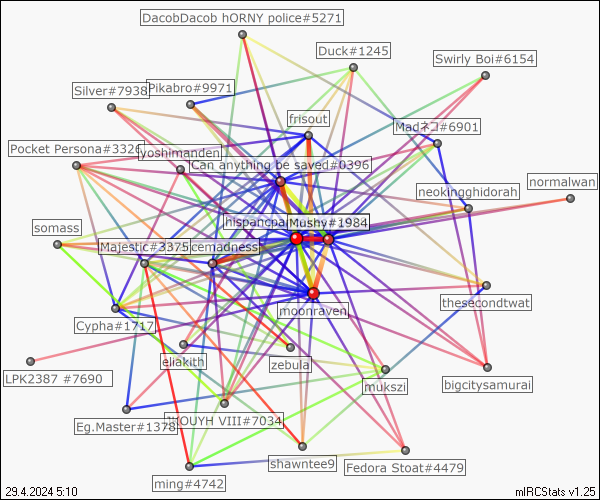 DacobDacob hORNY police#5271
Duck#1245
Swirly Boi#6154
Silver#7938
Pikabro#9971
frisout
Madネコ#6901
Pocket Persona#3326
yoshimanden
Can anything be saved#0396
neokingghidorah
normalwan
somass
hispancpa
Mushy#1984
Majestic#3375
cemadness
moonraven
thesecondtwat
Cypha#1717
eliakith
zebula
LPK2387 #7690
mukszi
bigcitysamurai
Eg.Master#1378
OUYH VIII#7034
ming#4742
shawntee9
Fedora Stoat#4479
29.4.2024 5:10
mIRCStats v1.25